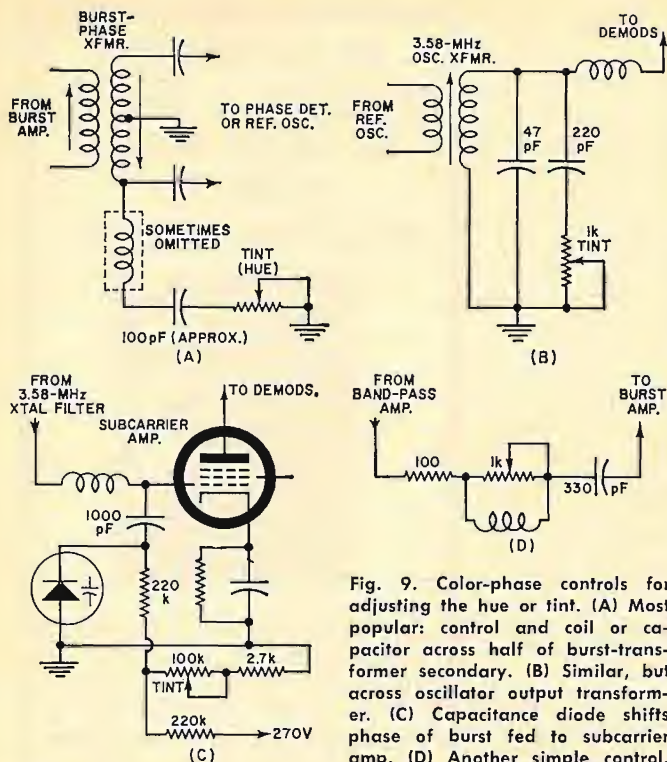 BURST-
PHASE
XFMR.
FROM
BURST
AMP.
TO PHASE DET.
OR REF. OSC.
SOMETIMES
OMITTED
TINT
(HUE)
100pF (APPROX.)
(A)
TO
DEMODS.
3.58-MHz
OSC. XFMR.
FROM
REF.
OSC.
47
pF
220
pF
1k
TINT
(B)
FROM
3.58-MHz
XTAL FILTER
TO DEMODS.
SUBCARRIER
AMP.
1000
pF
220
k
100k
2.7k
TINT
220k
270V
(C)
FROM
BAND-PASS
AMP.
TO
BURST
AMP.
100
1k
330 pF
(D)
Fig. 9. Color-phase controls for
adjusting the hue or tint. (A) Most
popular: control and coil or ca-
pacitor across half of burst-trans-
former secondary. (B) Similar, but
across oscillator output transform-
er. (C) Capacitance diode shifts
phase of burst fed to subcarrier
amp. (D) Another simple control.